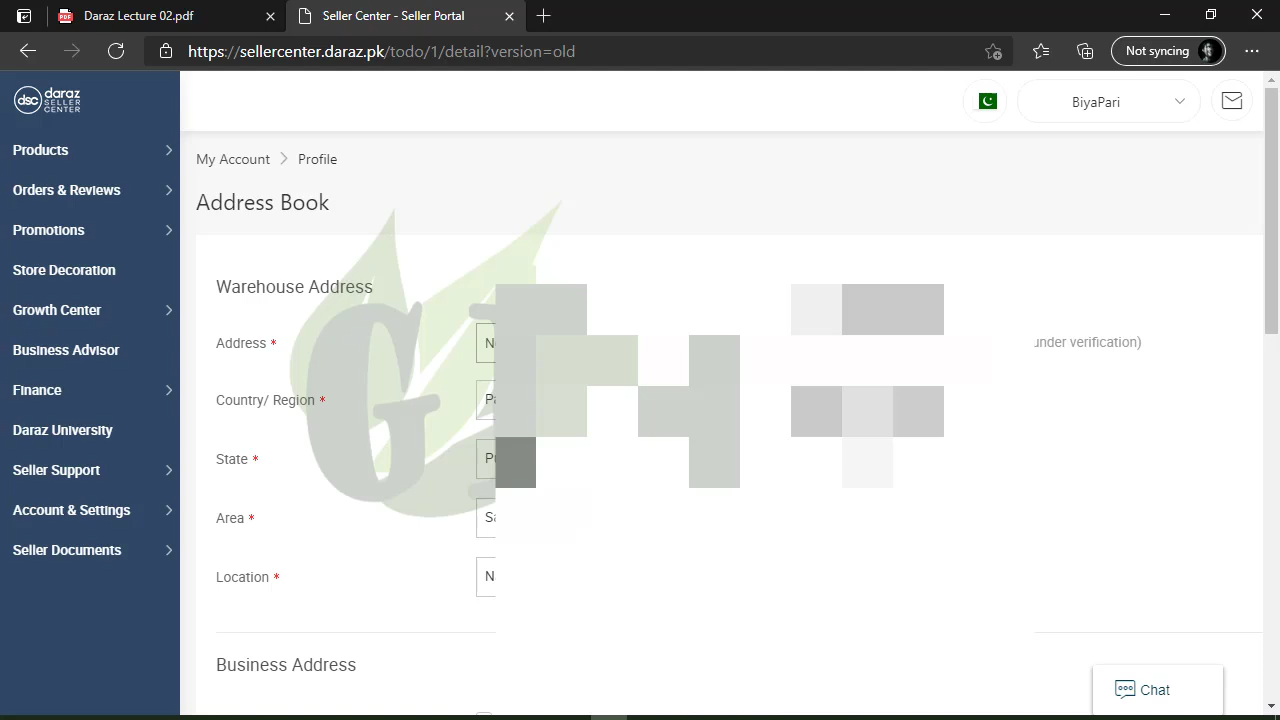 Daraz Lecture 02.pdf
Seller Center - Seller Portal
https://sellercenter.daraz.pk/todo/1/detail?version=old
Not syncing
dsc daraz
SELLER
CENTER
BiyaPari
Products
Orders & Reviews
Promotions
Store Decoration
Growth Center
Business Advisor
Finance
Daraz University
Seller Support
Account & Settings
Seller Documents
My Account
Profile
Address Book
Warehouse Address
Address *
under verification)
Country/ Region *
State *
Area *
Location *
Business Address
Chat